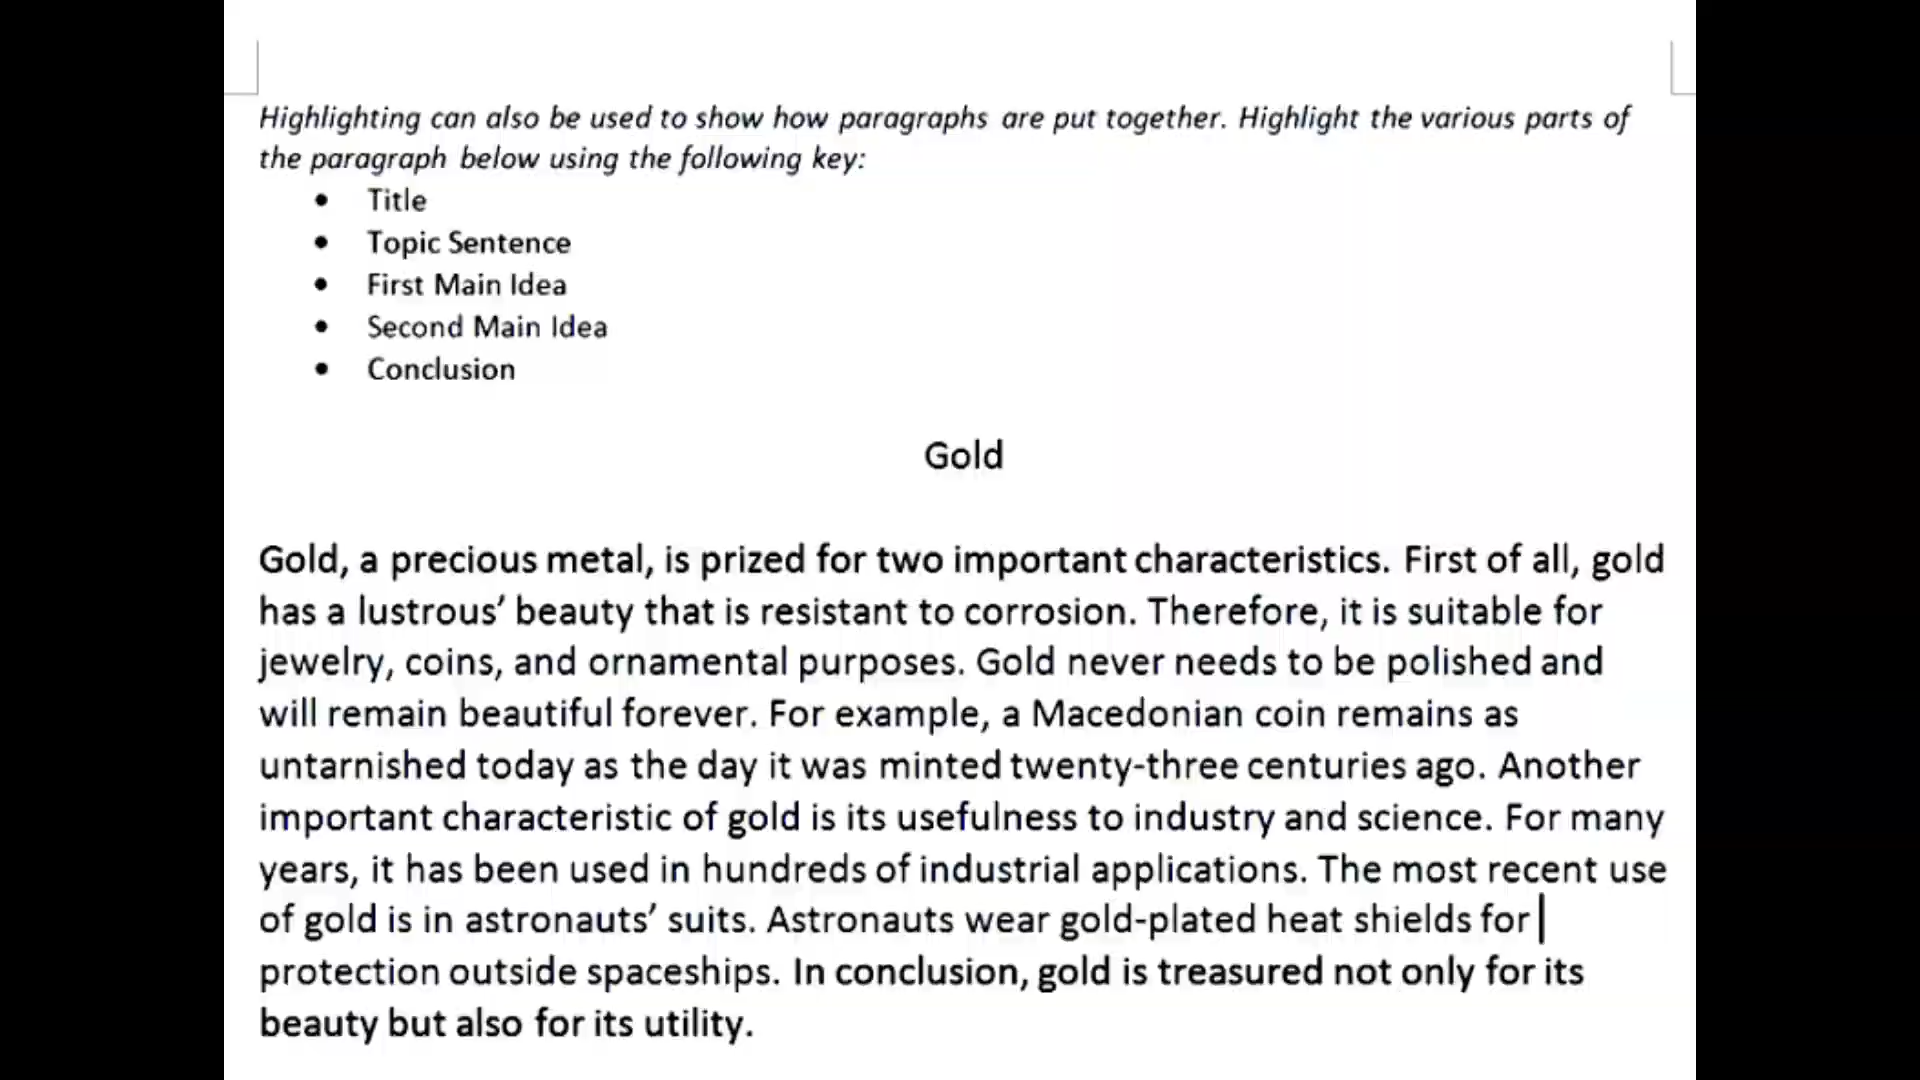 Highlighting can also be used to show how paragraphs are put together. Highlight the various parts of
the paragraph below using the following key:
• Title
• Topic Sentence
• First Main Idea
• Second Main Idea
• Conclusion
Gold
Gold, a precious metal, is prized for two important characteristics. First of all, gold
has a lustrous’ beauty that is resistant to corrosion. Therefore, it is suitable for
jewelry, coins, and ornamental purposes. Gold never needs to be polished and
will remain beautiful forever. For example, a Macedonian coin remains as
untarnished today as the day it was minted twenty-three centuries ago. Another
important characteristic of gold is its usefulness to industry and science. For many
years, it has been used in hundreds of industrial applications. The most recent use
of gold is in astronauts’ suits. Astronauts wear gold-plated heat shields for
protection outside spaceships. In conclusion, gold is treasured not only for its
beauty but also for its utility.